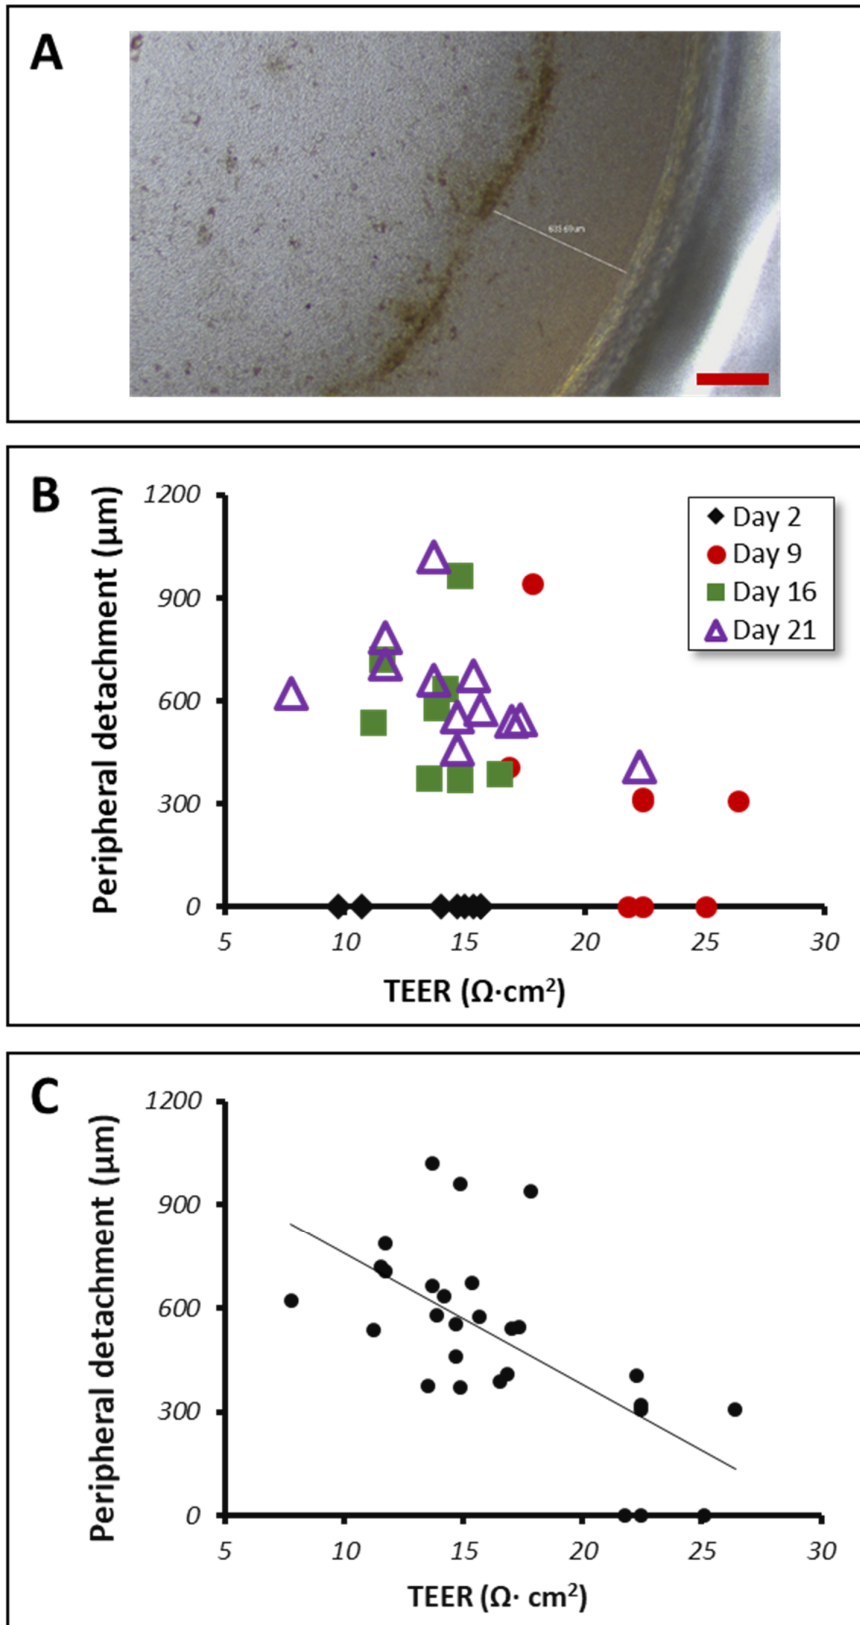 A
B
Peripheral detachment (µm)
1200
900
600
300
0
5 10 15 20 25 30
TEER (Ω·cm²)
Day 2
Day 9
Day 16
Day 21
C
Peripheral detachment (µm)
1200
900
600
300
0
5 10 15 20 25 30
TEER (Ω· cm²)